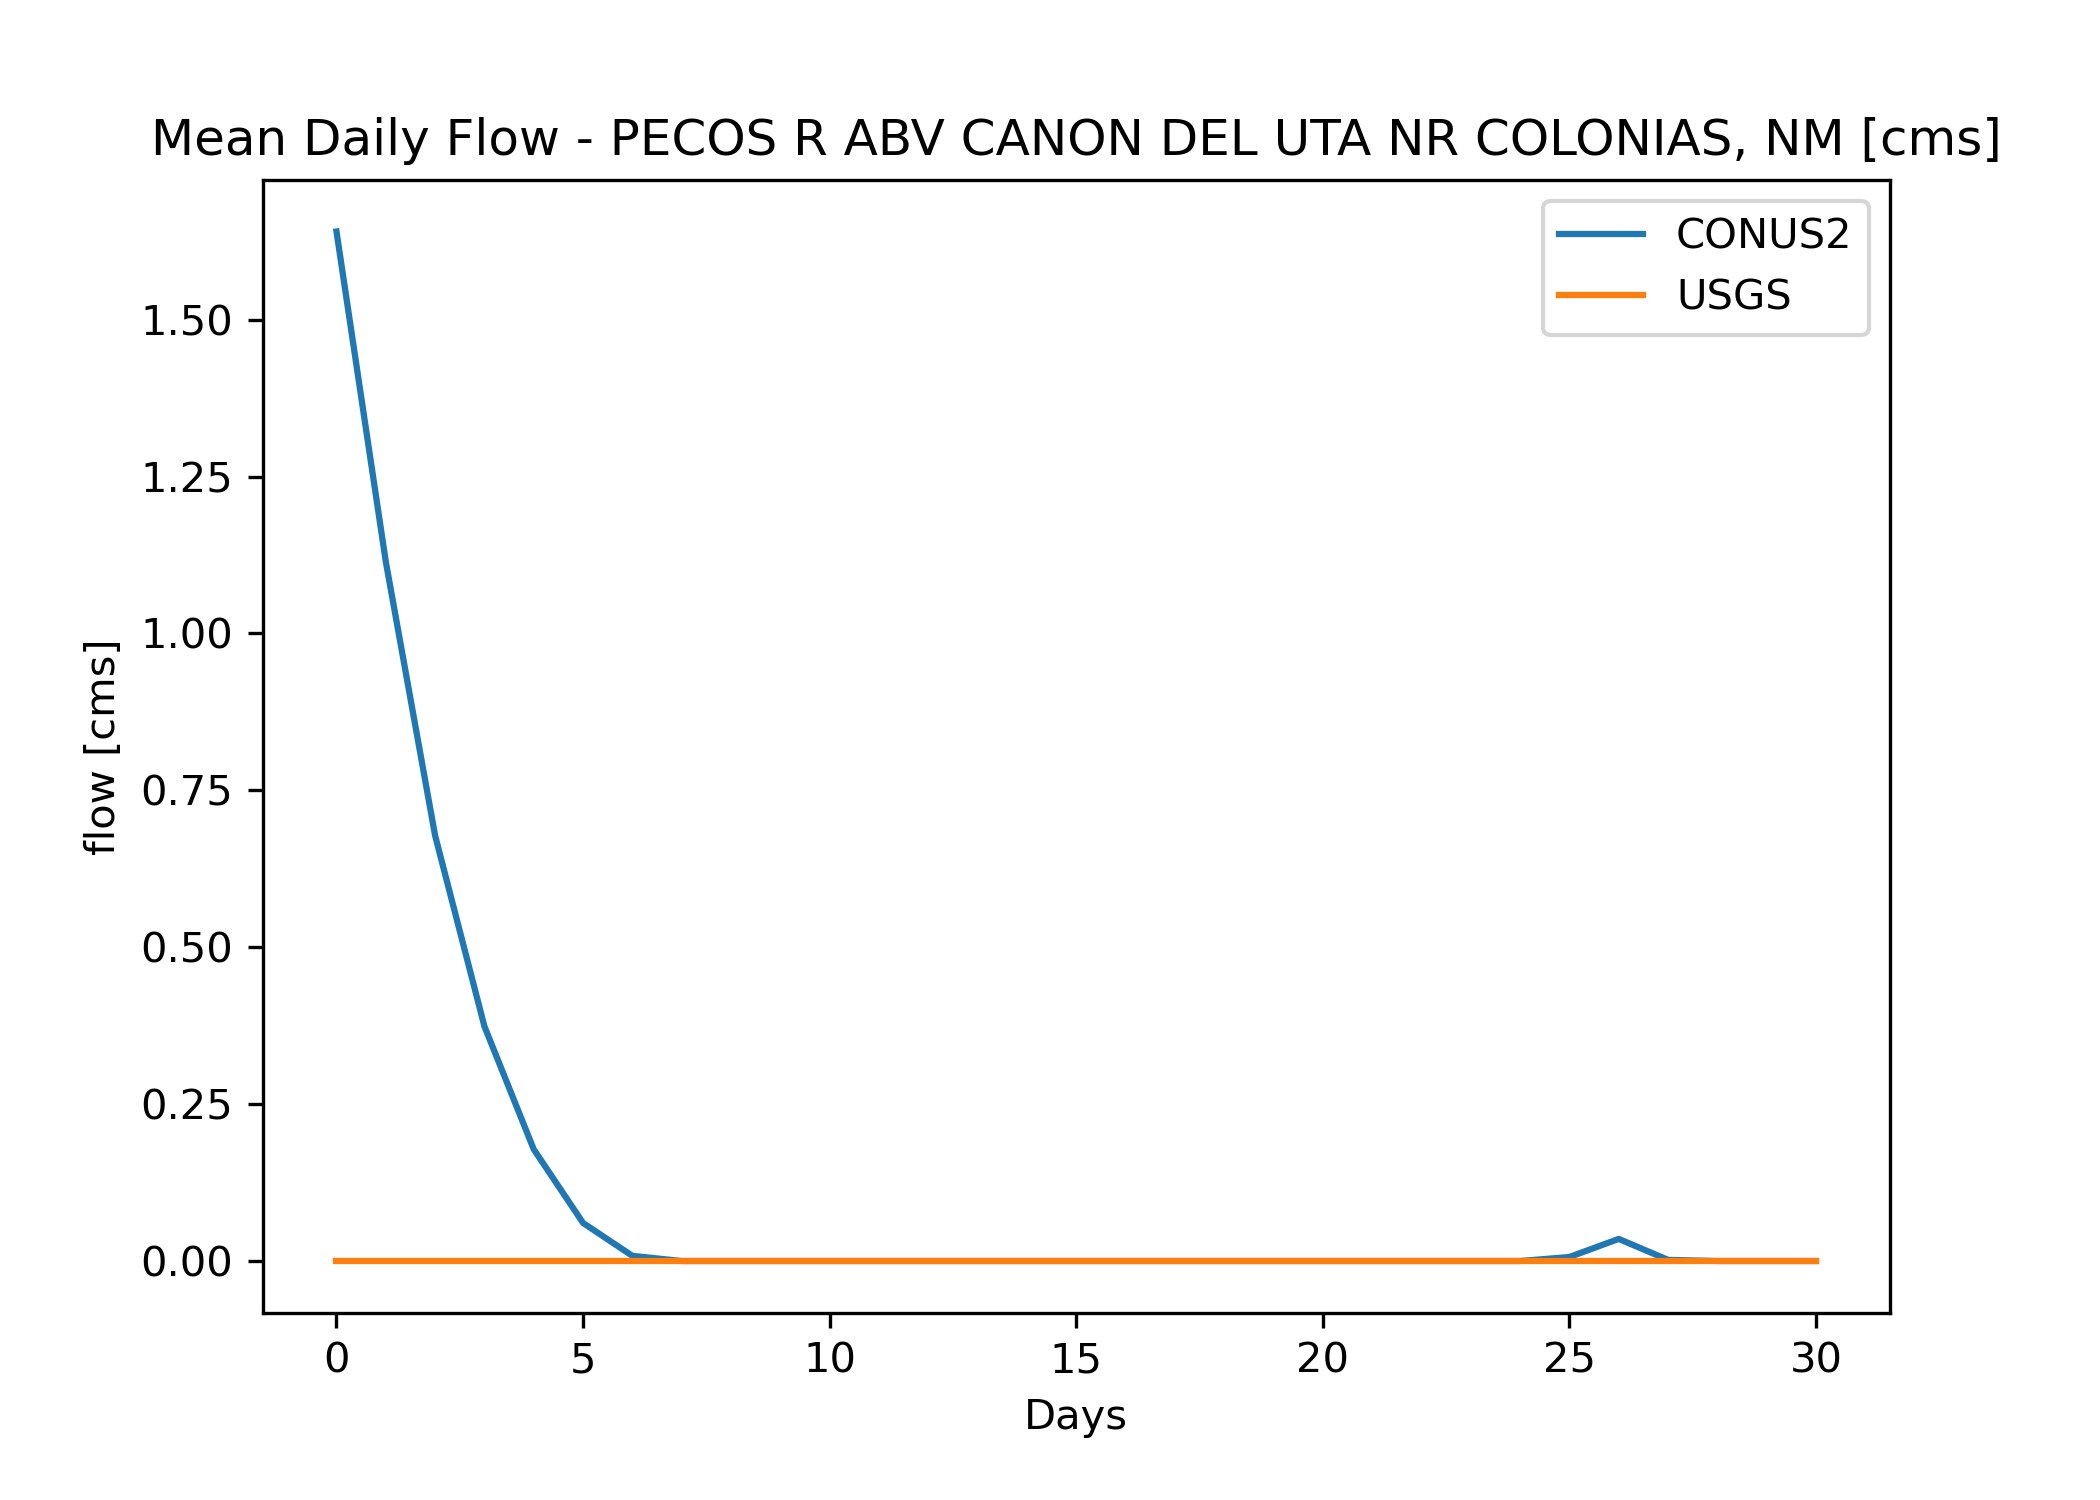 Mean Daily Flow - PECOS R ABV CANON DEL UTA NR COLONIAS, NM [cms]
CONUS2
USGS
flow [cms]
1.50
1.25
1.00
0.75
0.50
0.25
0.00
0 5 10 15 20 25 30
Days